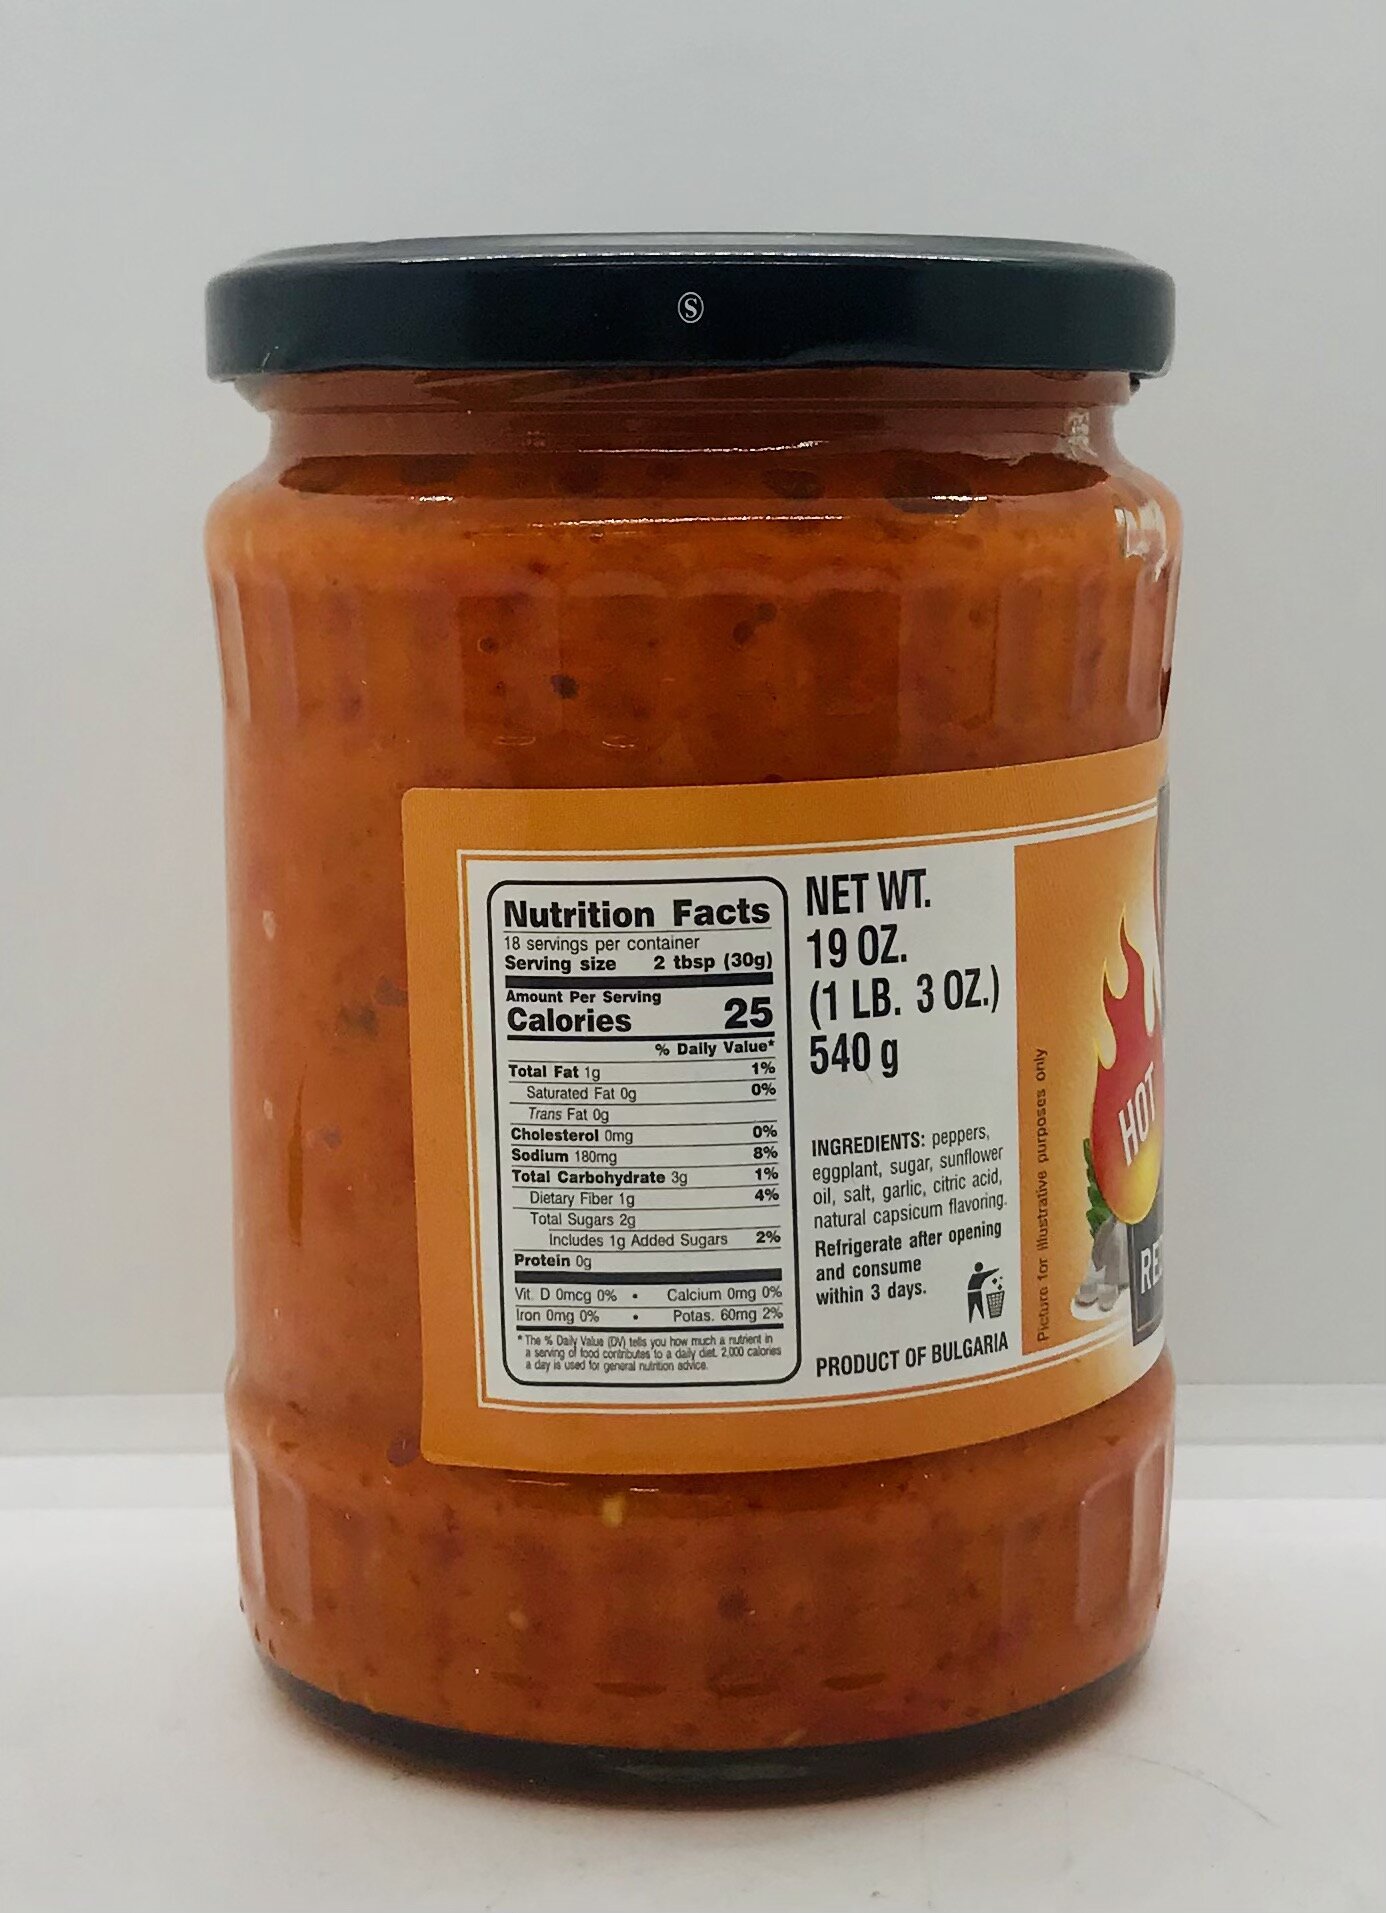 Ⓢ
Nutrition Facts
18 servings per container
Serving size 2 tbsp (30g)
Amount Per Serving
Calories 25
% Daily Value*
Total Fat 1g 1%
Saturated Fat 0g 0%
Trans Fat 0g
Cholesterol 0mg 0%
Sodium 180mg 8%
Total Carbohydrate 3g 1%
Dietary Fiber 1g 4%
Total Sugars 2g
Includes 1g Added Sugars 2%
Protein 0g
Vit. D 0mcg 0% • Calcium 0mg 0%
Iron 0mg 0% • Potas. 60mg 2%
* The % Daily Value (DV) tells you how much a nutrient in
a serving of food contributes to a daily diet. 2,000 calories
a day is used for general nutrition advice.
NET WT.
19 OZ.
(1 LB. 3 OZ.)
540 g
INGREDIENTS: peppers,
eggplant, sugar, sunflower
oil, salt, garlic, citric acid,
natural capsicum flavoring.
Refrigerate after opening
and consume
within 3 days.
PRODUCT OF BULGARIA
Picture for illustrative purposes only
HOT